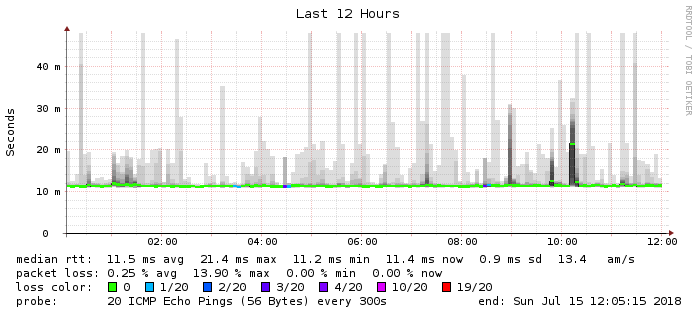 Last 12 Hours
RRDTOOL / TOBI OETIKER
Seconds
40 m
30 m
20 m
10 m
0
02:00 04:00 06:00 08:00 10:00 12:00
median rtt: 11.5 ms avg 21.4 ms max 11.2 ms min 11.4 ms now 0.9 ms sd 13.4 am/s
packet loss: 0.25 % avg 13.90 % max 0.00 % min 0.00 % now
loss color: 0 1/20 2/20 3/20 4/20 10/20 19/20
probe: 20 ICMP Echo Pings (56 Bytes) every 300s end: Sun Jul 15 12:05:15 2018